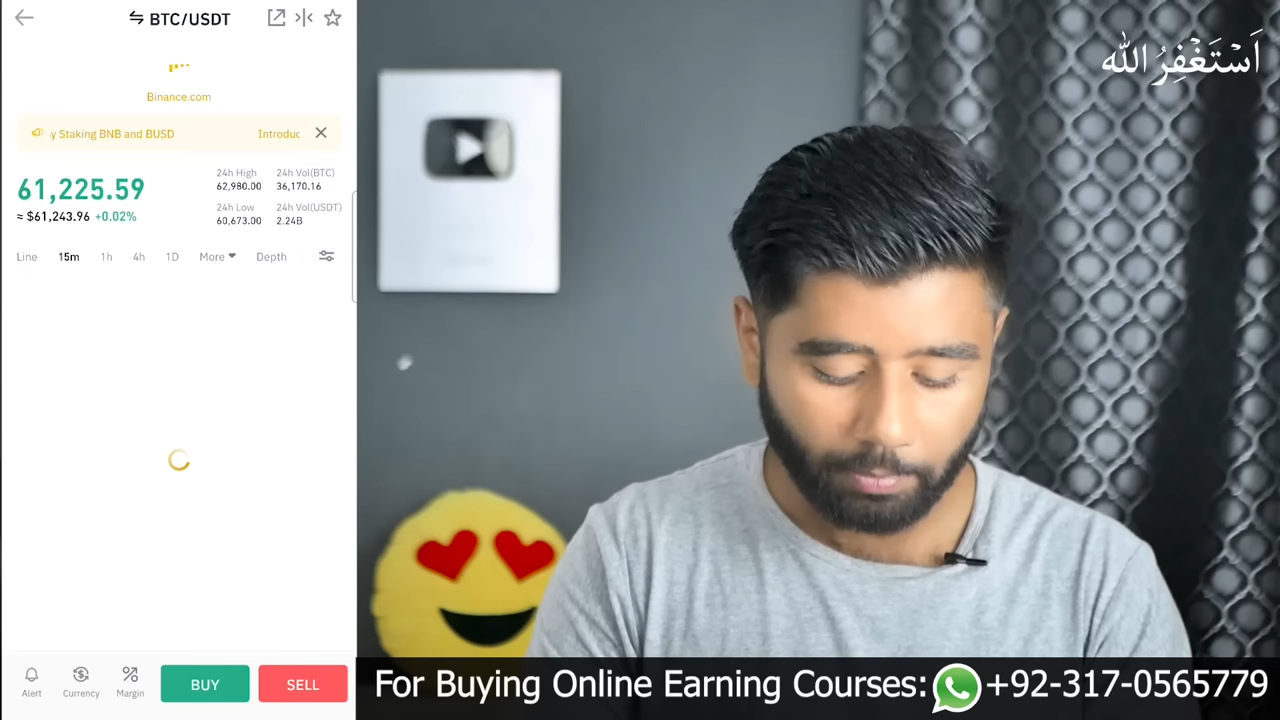 BTC/USDT
Binance.com
y Staking BNB and BUSD Introduc
61,225.59
≈ $61,243.96 +0.02%
24h High
62,980.00
24h Vol(BTC)
36,170.16
24h Low
60,673.00
24h Vol(USDT)
2.24B
Line 15m 1h 4h 1D More Depth
Alert Currency Margin BUY SELL
اَسْتَغْفِرُ اللّٰه
For Buying Online Earning Courses: +92-317-0565779